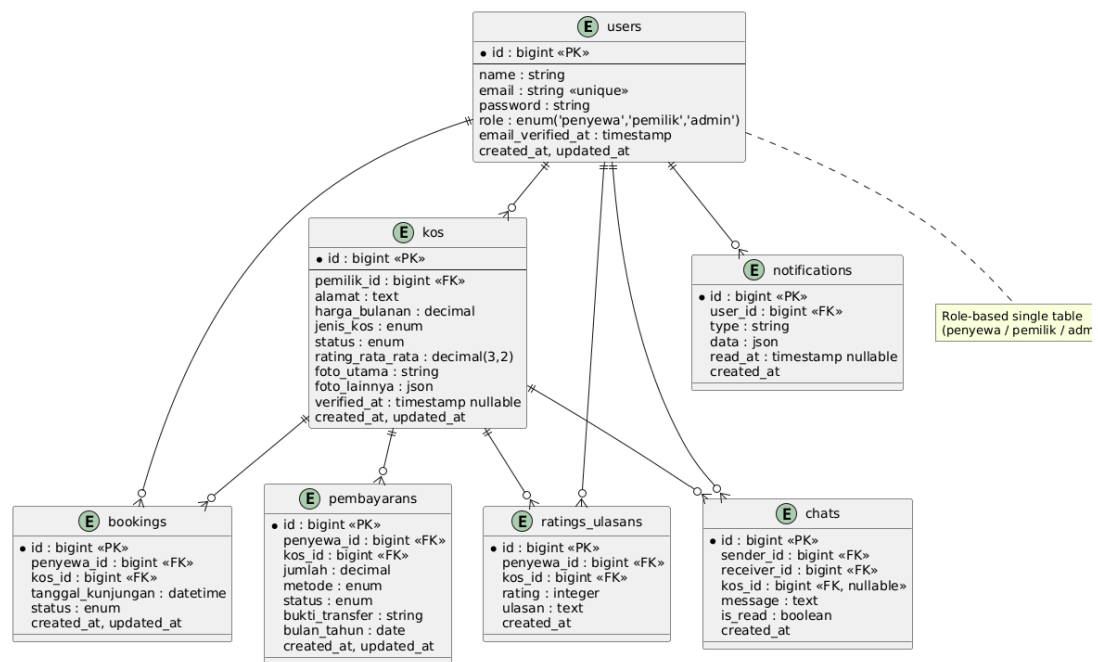 E users
* id : bigint «PK»
name : string
email : string «unique»
password : string
role : enum('penyewa','pemilik','admin')
email_verified_at : timestamp
created_at, updated_at
E kos
* id : bigint «PK»
pemilik_id : bigint «FK»
alamat : text
harga_bulanan : decimal
jenis_kos : enum
status : enum
rating_rata_rata : decimal(3,2)
foto_utama : string
foto_lainnya : json
verified_at : timestamp nullable
created_at, updated_at
E notifications
* id : bigint «PK»
user_id : bigint «FK»
type : string
data : json
read_at : timestamp nullable
created_at
Role-based single table
(penyewa / pemilik / adm
E bookings
* id : bigint «PK»
penyewa_id : bigint «FK»
kos_id : bigint «FK»
tanggal_kunjungan : datetime
status : enum
created_at, updated_at
E pembayarans
* id : bigint «PK»
penyewa_id : bigint «FK»
kos_id : bigint «FK»
jumlah : decimal
metode : enum
status : enum
bukti_transfer : string
bulan_tahun : date
created_at, updated_at
E ratings_ulasans
* id : bigint «PK»
penyewa_id : bigint «FK»
kos_id : bigint «FK»
rating : integer
ulasan : text
created_at
E chats
* id : bigint «PK»
sender_id : bigint «FK»
receiver_id : bigint «FK»
kos_id : bigint «FK, nullable»
message : text
is_read : boolean
created_at